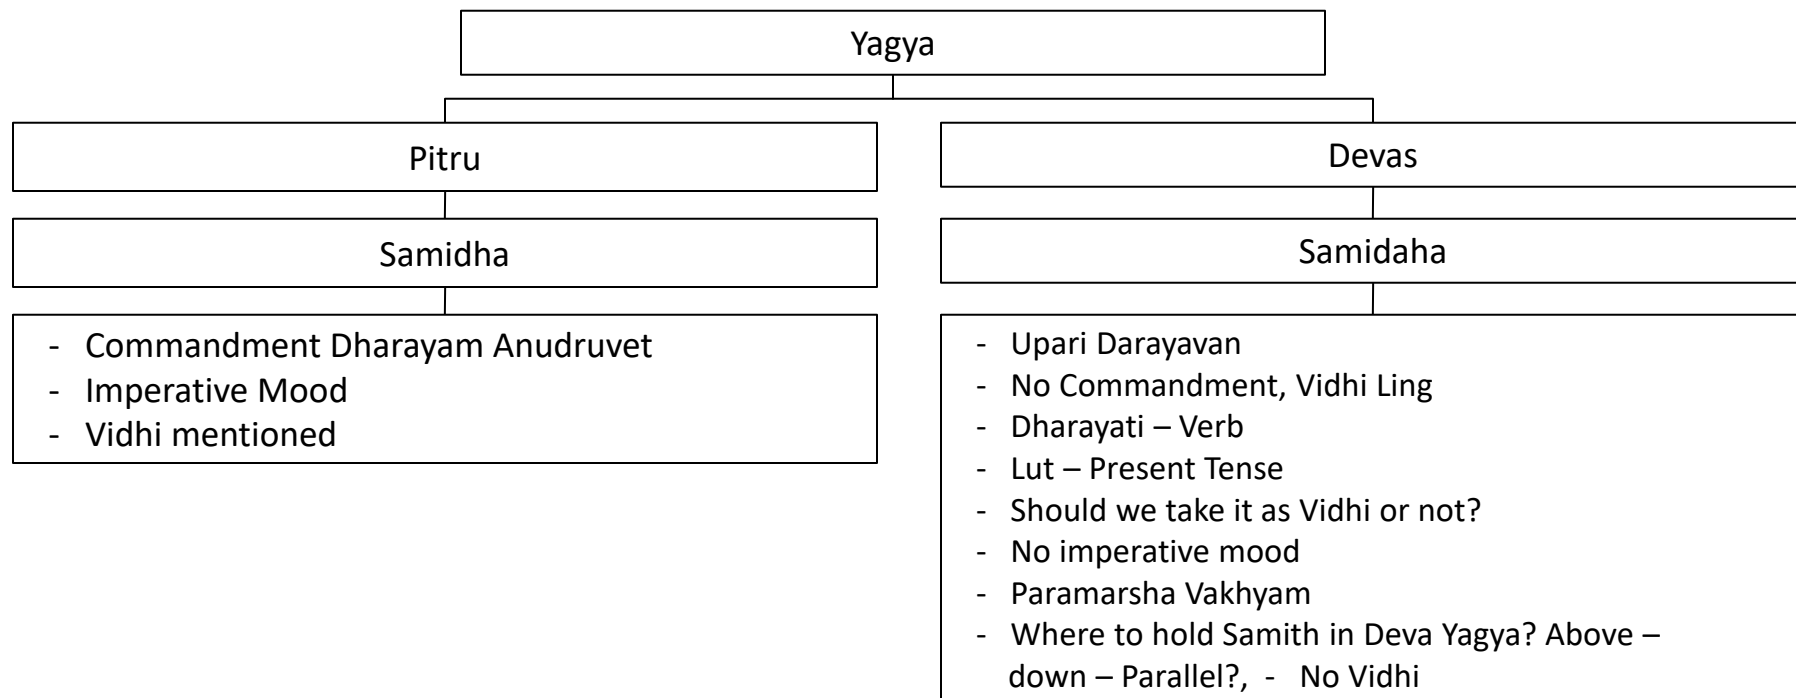 Yagya
Pitru
Devas
Samidha
Samidaha
- Commandment Dharayam Anudruvet
- Imperative Mood
- Vidhi mentioned
- Upari Darayavan
- No Commandment, Vidhi Ling
- Dharayati – Verb
- Lut – Present Tense
- Should we take it as Vidhi or not?
- No imperative mood
- Paramarsha Vakhyam
- Where to hold Samith in Deva Yagya? Above –
down – Parallel?, - No Vidhi